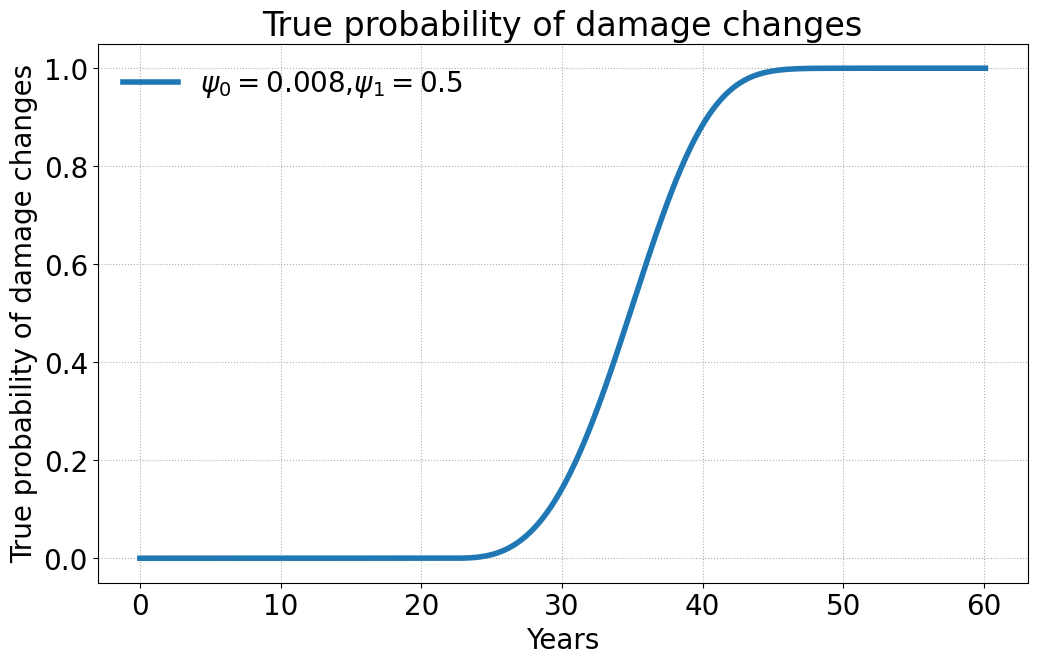 True probability of damage changes
True probability of damage changes
1.0
0.8
0.6
0.4
0.2
0.0
ψ₀ = 0.008,ψ₁ = 0.5
0 10 20 30 40 50 60
Years